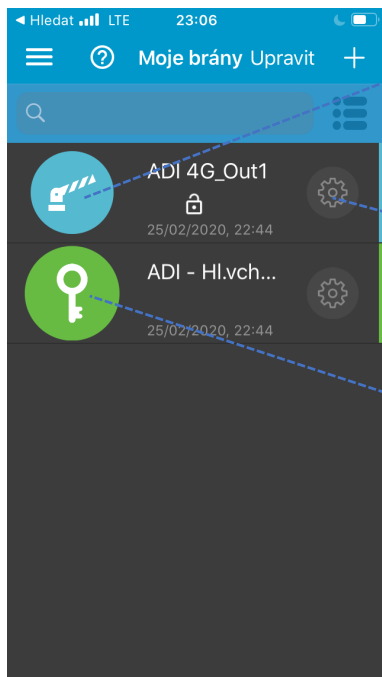 Hledat LTE 23:06
Moje brány Upravit
ADI 4G_Out1
25/02/2020, 22:44
ADI - Hl.vch...
25/02/2020, 22:44